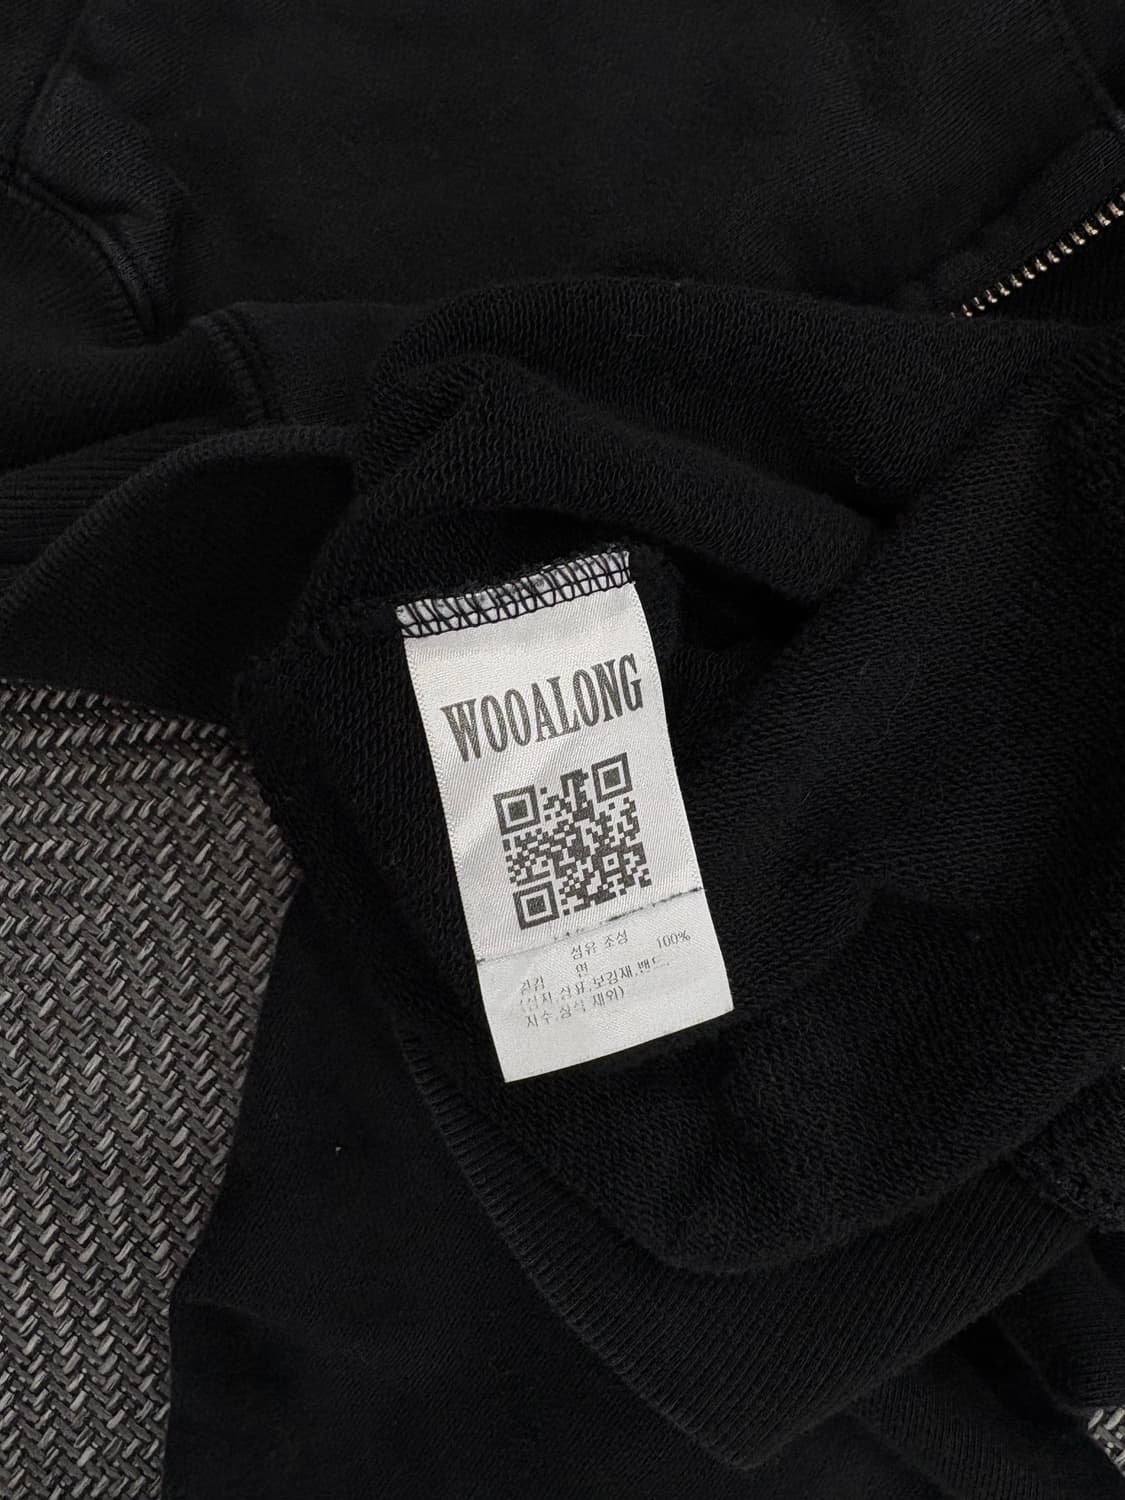 WOOALONG
섬유 조성
겉감 면 100%
(심지,상표,보강재,밴드,
자수,장식 제외)